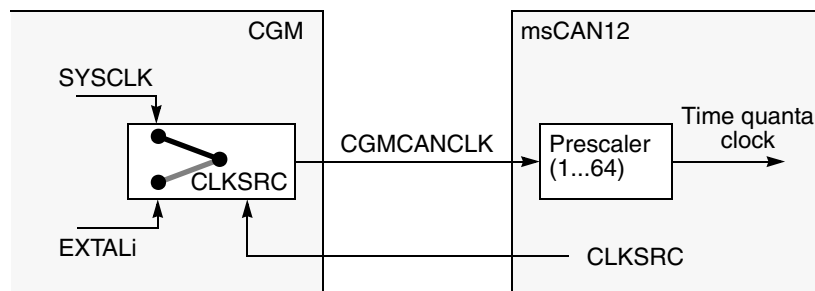 CGM
msCAN12
SYSCLK
CGMCANCLK
Prescaler
(1...64)
Time quanta
clock
CLKSRC
EXTALi
CLKSRC